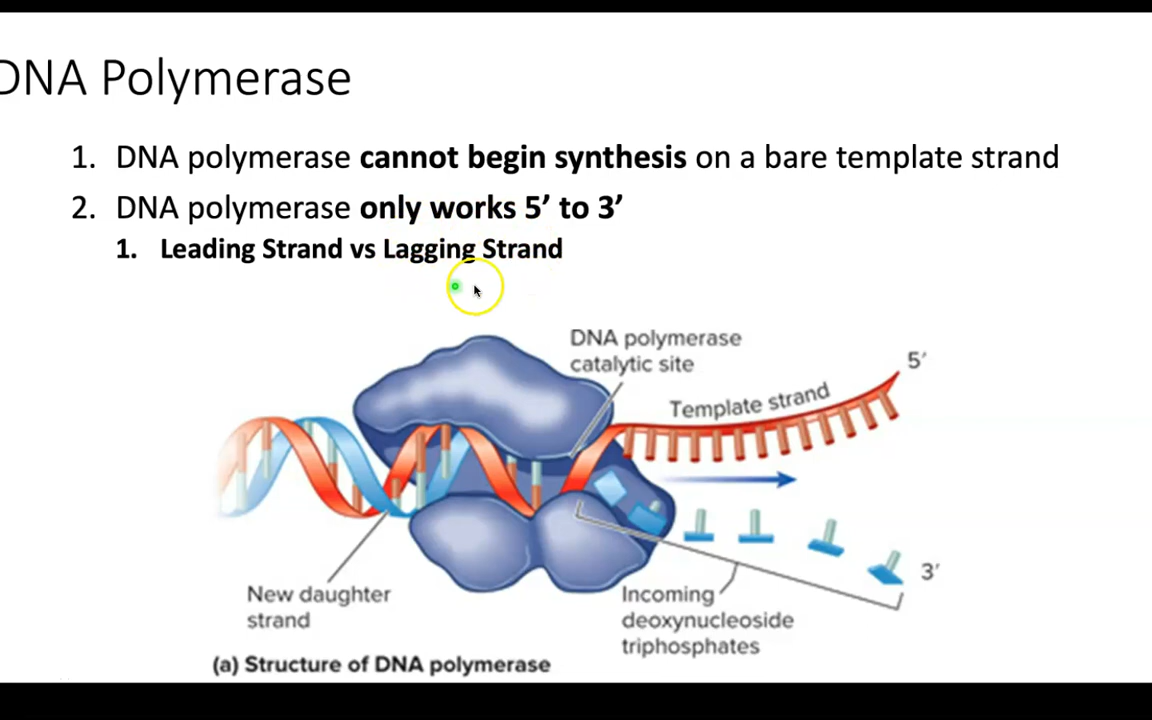 DNA Polymerase
1. DNA polymerase cannot begin synthesis on a bare template strand
2. DNA polymerase only works 5’ to 3’
1. Leading Strand vs Lagging Strand
DNA polymerase
catalytic site
5′
Template strand
3′
New daughter
strand
Incoming
deoxynucleoside
triphosphates
(a) Structure of DNA polymerase